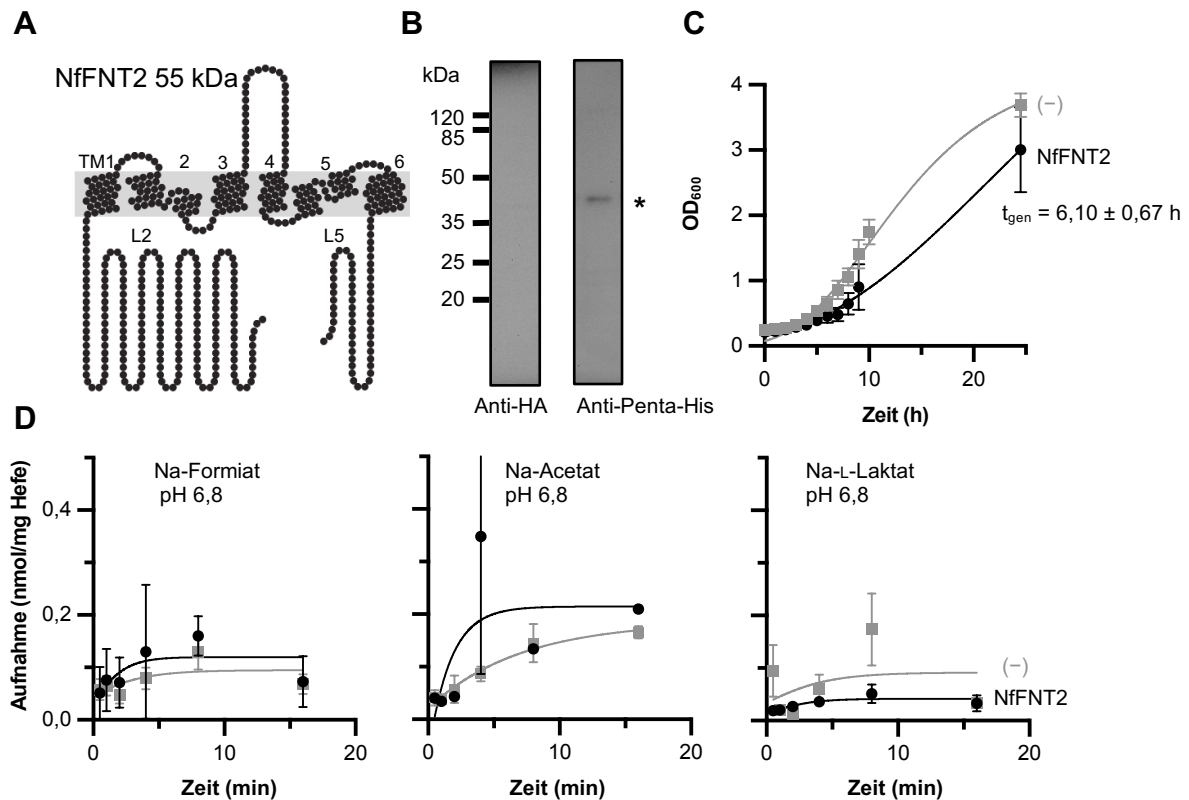 A
NfFNT2 55 kDa
TM1 2 3 4 5 6
L2 L5
B
kDa
120
85
50
35
25
20
*
Anti-HA Anti-Penta-His
C
4
3
2
1
0
OD600
(−)
NfFNT2
tgen = 6,10 ± 0,67 h
0 10 20
Zeit (h)
D
Aufnahme (nmol/mg Hefe)
0,4
0,2
0,0
Na-Formiat
pH 6,8
0 10 20
Zeit (min)
Na-Acetat
pH 6,8
0 10 20
Zeit (min)
Na-L-Laktat
pH 6,8
(−)
NfFNT2
0 10 20
Zeit (min)